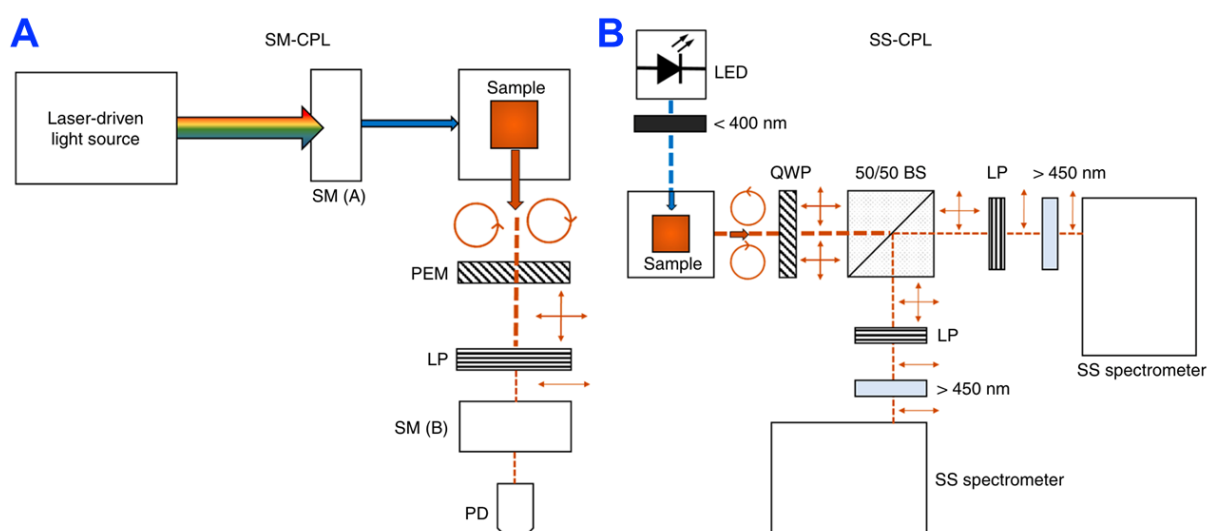 A
SM-CPL
Laser-driven
light source
SM (A)
Sample
PEM
LP
SM (B)
PD
B
SS-CPL
LED
< 400 nm
QWP
50/50 BS
LP
> 450 nm
Sample
SS spectrometer
LP
> 450 nm
SS spectrometer